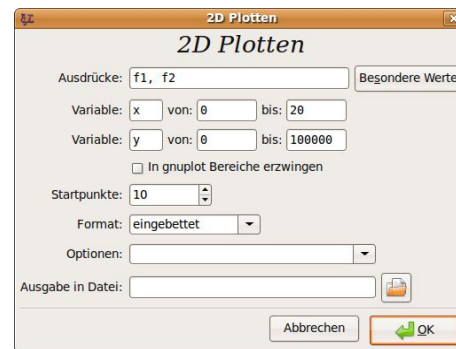 2D Plotten
2D Plotten
Ausdrücke: f1, f2 Besondere Werte
Variable: x von: 0 bis: 20
Variable: y von: 0 bis: 100000
In gnuplot Bereiche erzwingen
Startpunkte: 10
Format: eingebettet
Optionen:
Ausgabe in Datei:
Abbrechen OK